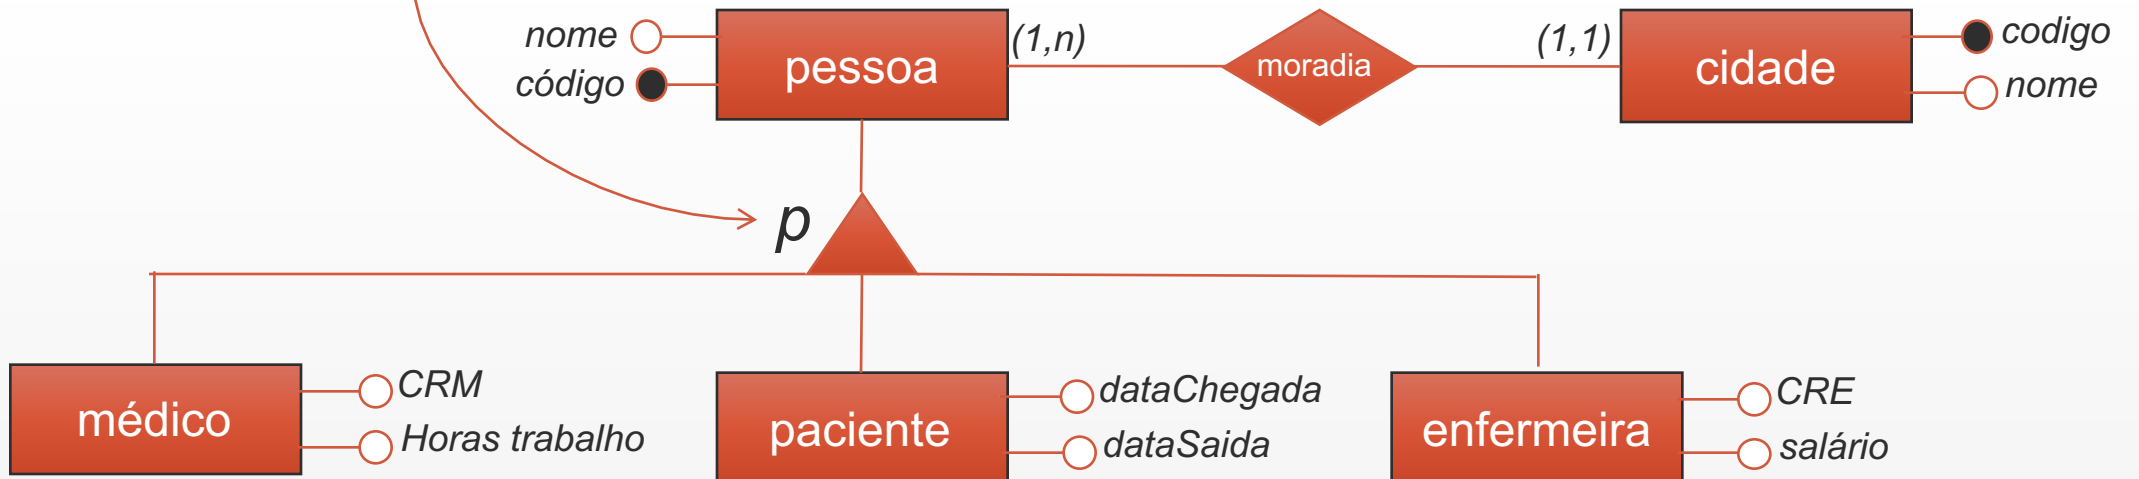 nome
código
pessoa
(1,n)
moradia
(1,1)
cidade
codigo
nome
p
médico
CRM
Horas trabalho
paciente
dataChegada
dataSaida
enfermeira
CRE
salário